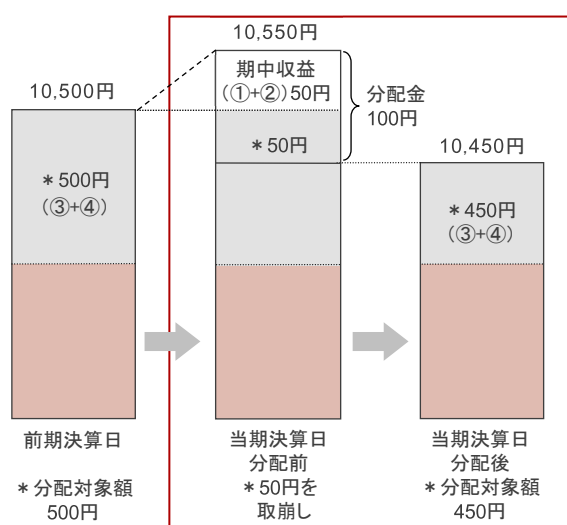 10,550円
期中収益
(①+②)50円
分配金
100円
10,500円
＊50円
10,450円
＊500円
(③+④)
＊450円
(③+④)
前期決算日
＊分配対象額
500円
当期決算日
分配前
＊50円を
取崩し
当期決算日
分配後
＊分配対象額
450円